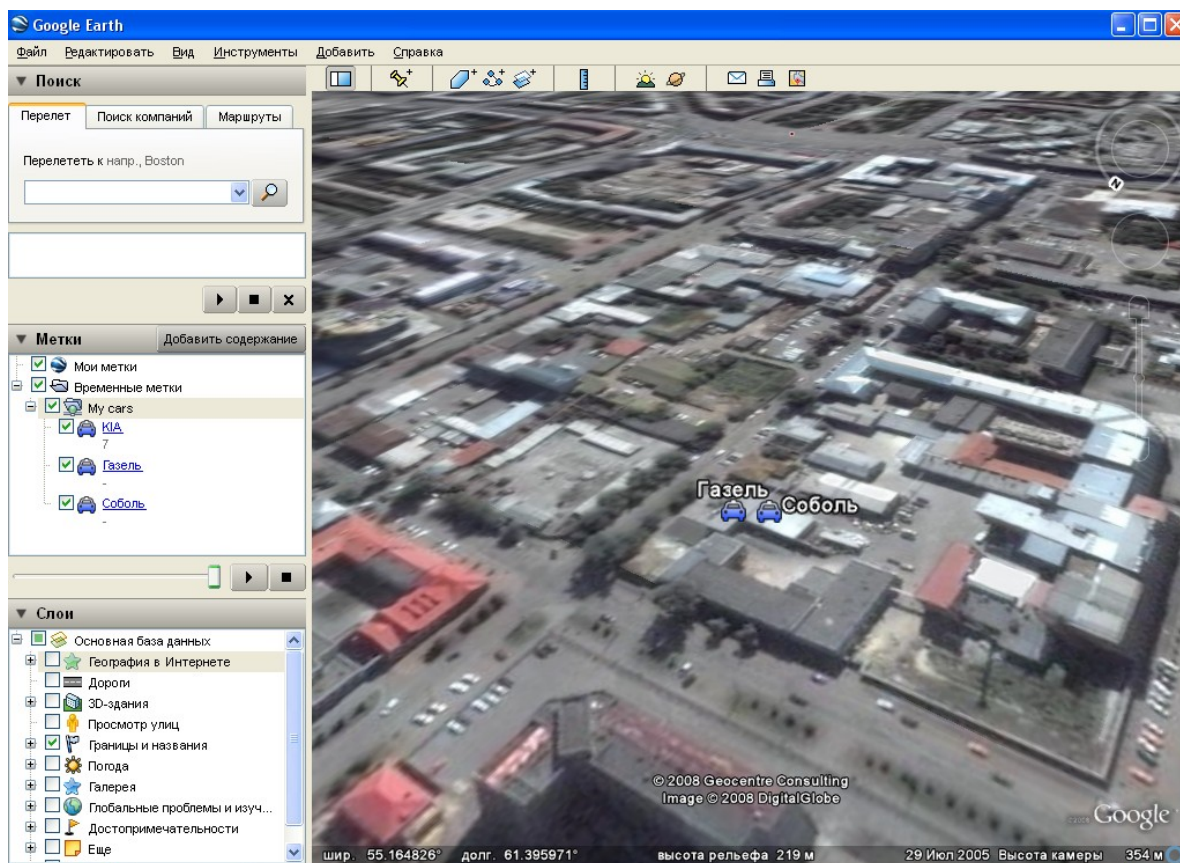 Google Earth
Файл Редактировать Вид Инструменты Добавить Справка
Поиск
Перелет Поиск компаний Маршруты
Перелететь к напр., Boston
Метки Добавить содержание
Мои метки
Временные метки
My cars
KIA
7
Газель
-
Соболь
-
Слои
Основная база данных
География в Интернете
Дороги
3D-здания
Просмотр улиц
Границы и названия
Погода
Галерея
Глобальные проблемы и изуч...
Достопримечательности
Еще
N
Газель
Соболь
© 2008 Geocentre Consulting
Image © 2008 DigitalGlobe
Google
шир. 55.164826° долг. 61.395971° высота рельефа 219 м 29 Июл 2005 Высота камеры 354 м